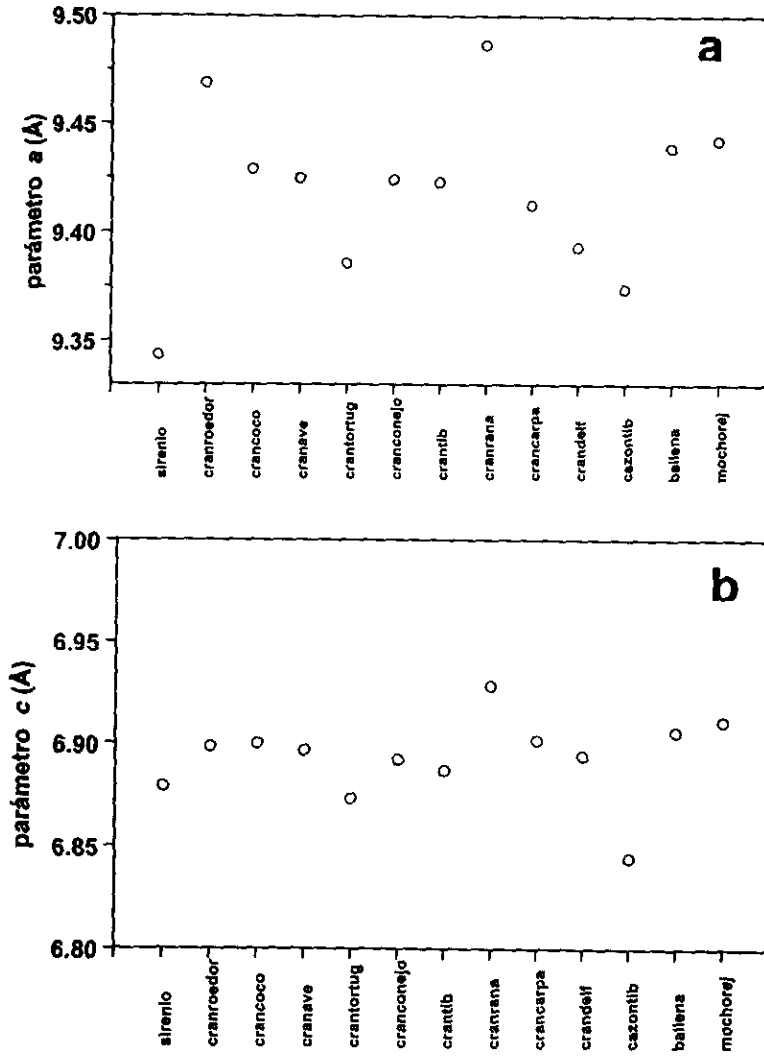 a
parámetro a (Å)
9.50
9.45
9.40
9.35
sirenio
cranroedor
crancoco
cranave
crantortug
cranconejo
crantib
cranrana
crancarpa
crandelf
cazontib
ballena
mochorej
b
parámetro c (Å)
7.00
6.95
6.90
6.85
6.80
sirenio
cranroedor
crancoco
cranave
crantortug
cranconejo
crantib
cranrana
crancarpa
crandelf
cazontib
ballena
mochorej